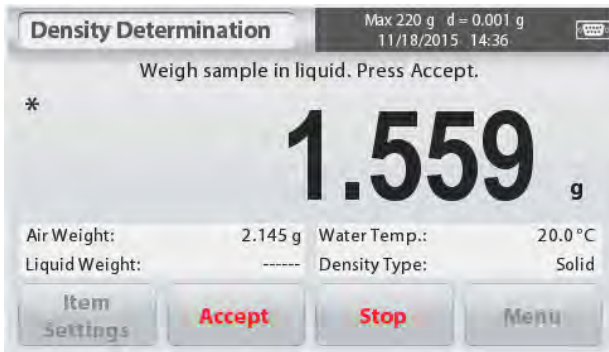 Density Determination
Max 220 g d = 0.001 g
11/18/2015 14:36
Weigh sample in liquid. Press Accept.
*
1.559 g
Air Weight: 2.145 g Water Temp.: 20.0°C
Liquid Weight: ------ Density Type: Solid
Item Settings Accept Stop Menu